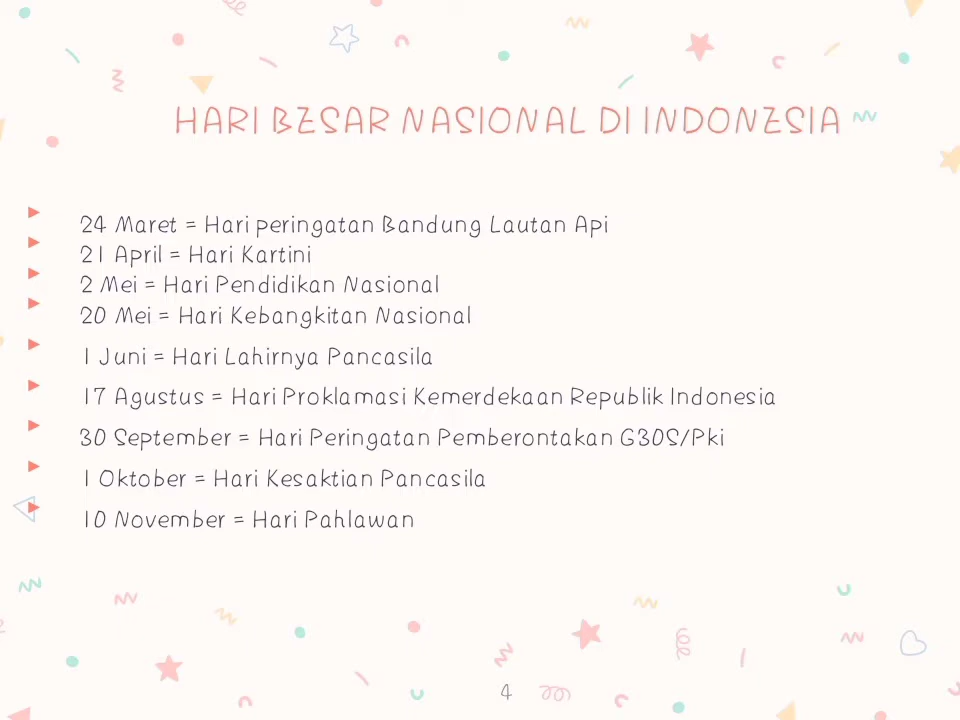 HARI BESAR NASIONAL DI INDONESIA
24 Maret = Hari peringatan Bandung Lautan Api
21 April = Hari Kartini
2 Mei = Hari Pendidikan Nasional
20 Mei = Hari Kebangkitan Nasional
1 Juni = Hari Lahirnya Pancasila
17 Agustus = Hari Proklamasi Kemerdekaan Republik Indonesia
30 September = Hari Peringatan Pemberontakan G30S/Pki
1 Oktober = Hari Kesaktian Pancasila
10 November = Hari Pahlawan
4